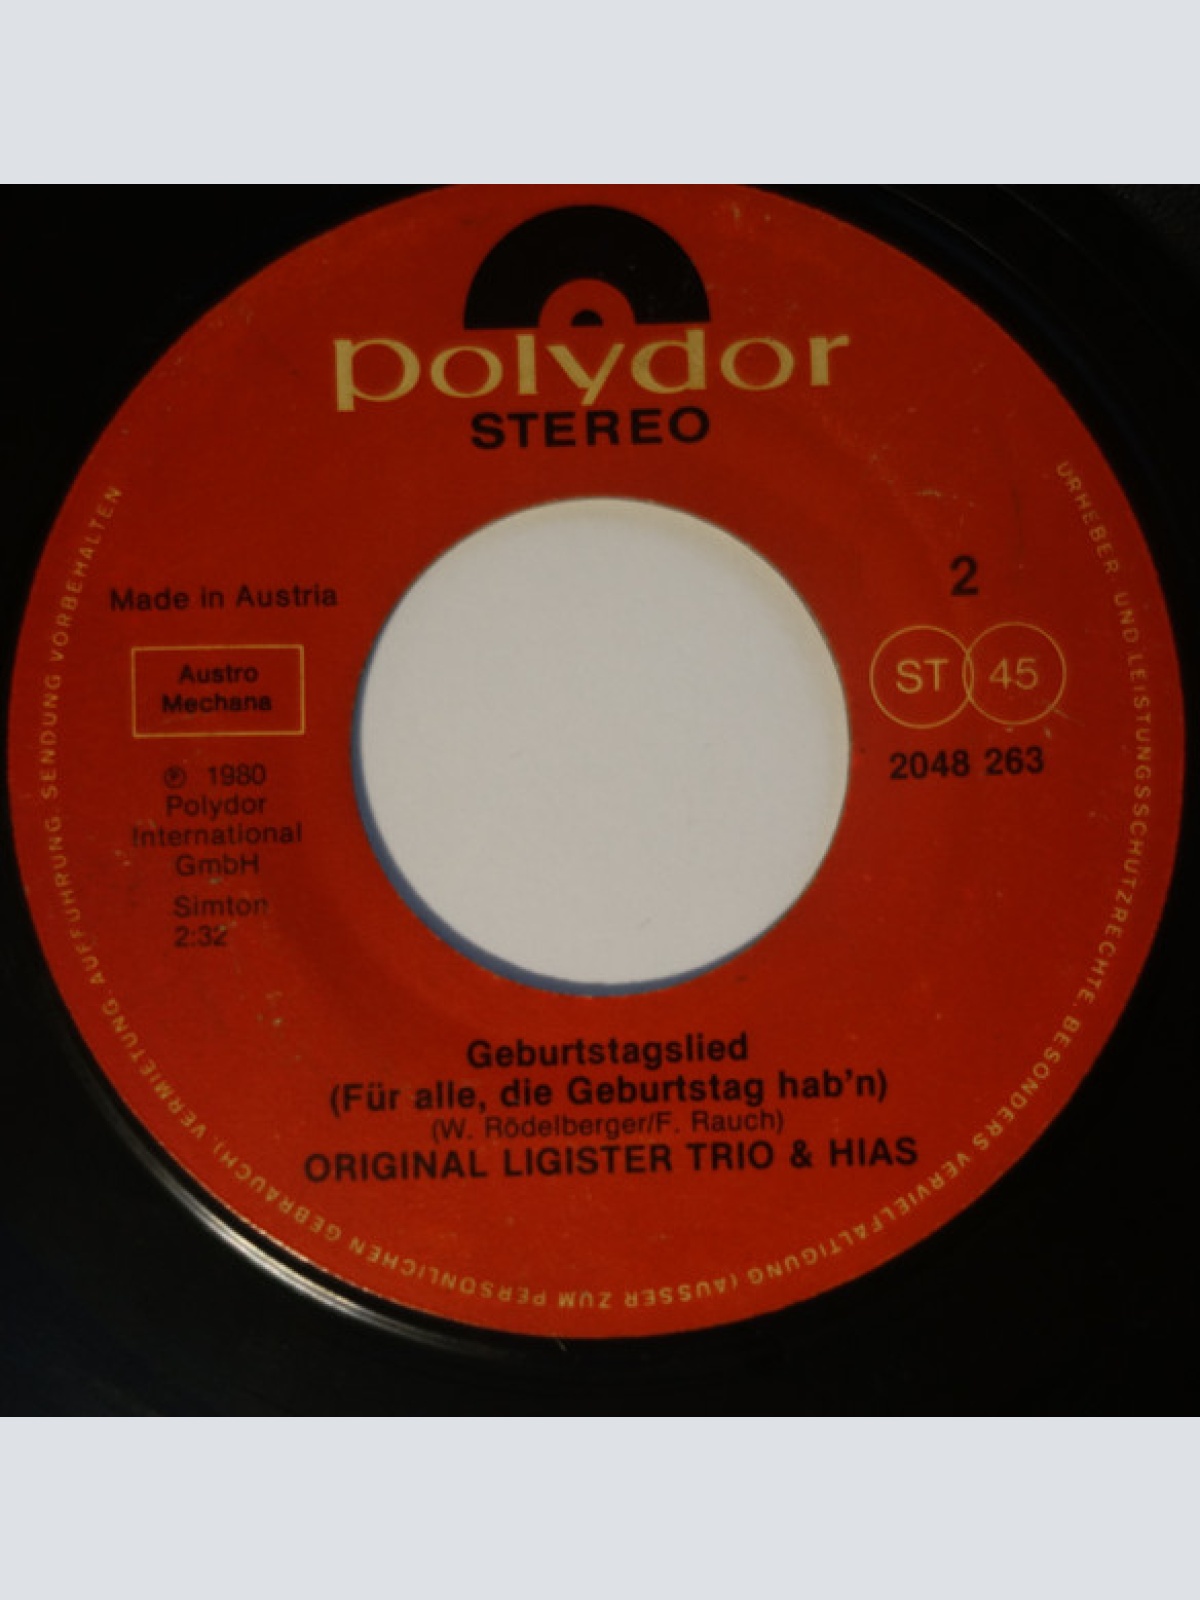 polydor
STEREO
Made in Austria
Austro
Mechana
℗ 1980
Polydor
International
GmbH
Simton
2:32
2
ST 45
2048 263
Geburtstagslied
(Für alle, die Geburtstag hab'n)
(W. Rödelberger/F. Rauch)
ORIGINAL LIGISTER TRIO & HIAS
URHEBER- UND LEISTUNGSSCHUTZRECHTE, BESONDERS VERVIELFÄLTIGUNG (AUSSER ZUM PERSÖNLICHEN GEBRAUCH), VERMIETUNG, AUFFÜHRUNG, SENDUNG VORBEHALTEN